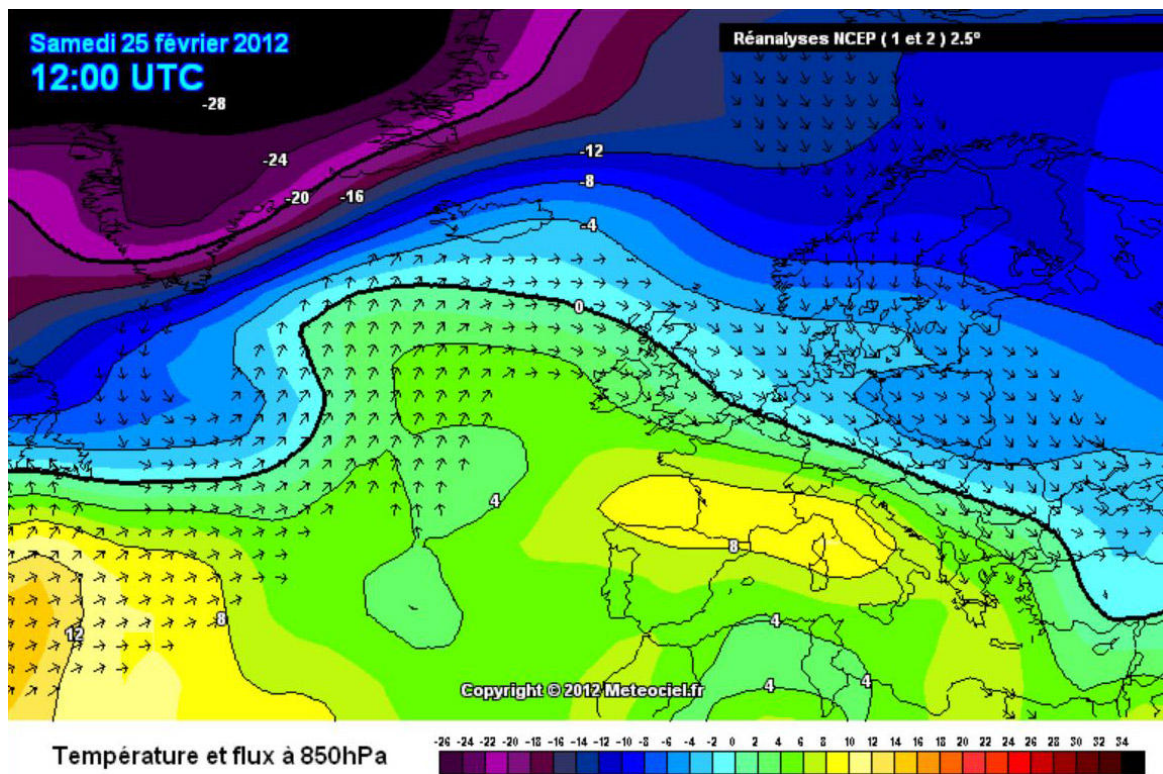 Samedi 25 février 2012
12:00 UTC
Réanalyses NCEP ( 1 et 2 ) 2.5°
-28
-24
-20
-16
-12
-8
-4
0
4
8
8
12
4
4
4
Copyright © 2012 Meteociel.fr
Température et flux à 850hPa
-26 -24 -22 -20 -18 -16 -14 -12 -10 -8 -6 -4 -2 0 2 4 6 8 10 12 14 16 18 20 22 24 26 28 30 32 34